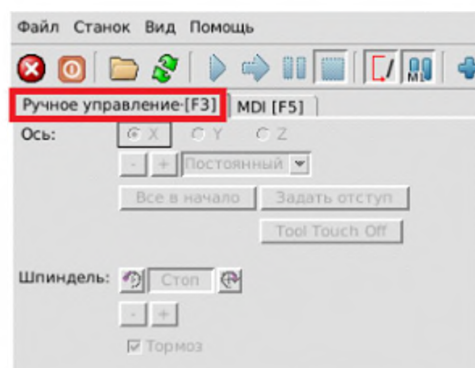 Файл Станок Вид Помощь
M1
Ручное управление [F3] MDI [F5]
Ось: X Y Z
- + Постоянный
Все в начало Задать отступ
Tool Touch Off
Шпиндель: Стоп
- +
Тормоз